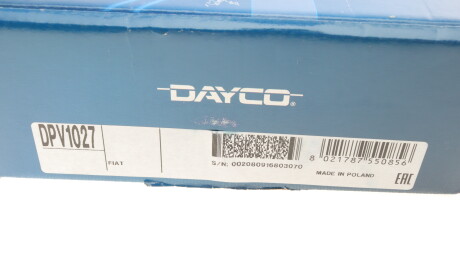 DAYCO
DPV1027
FIAT
S/N: 002080916803070
8 021787 550856
MADE IN POLAND
EAC